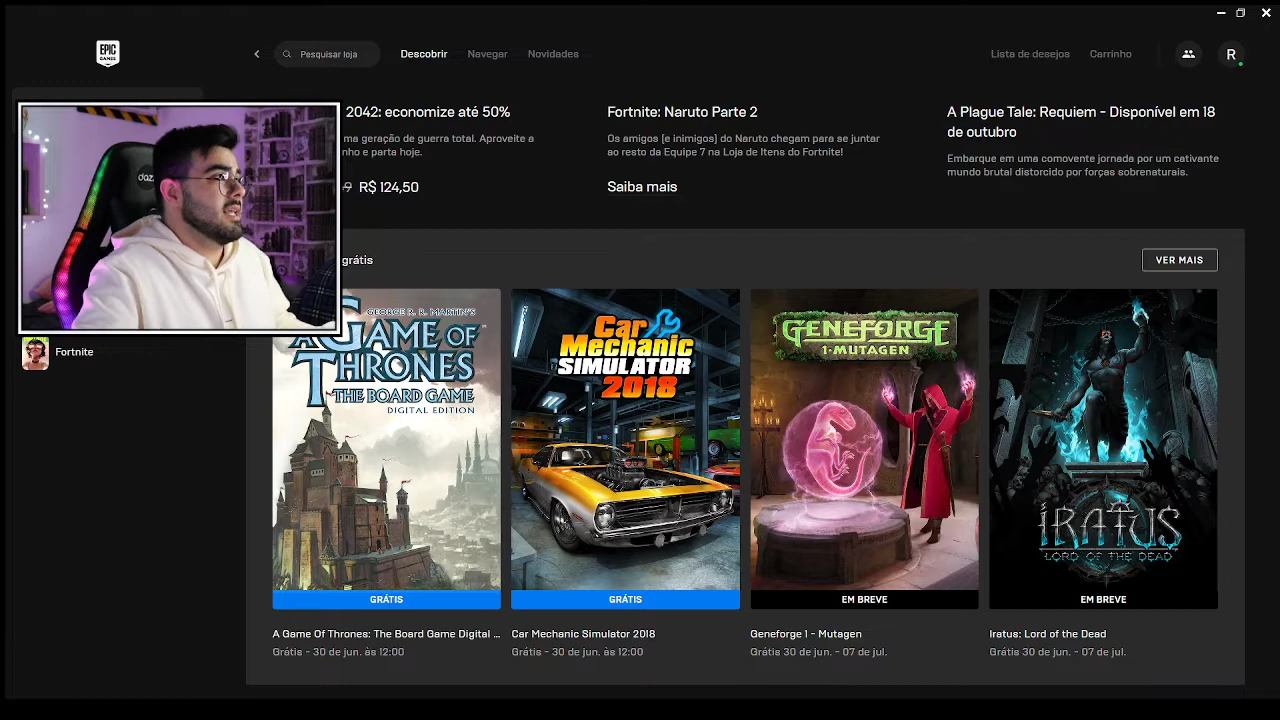 EPIC
GAMES
Pesquisar loja
Descobrir
Navegar
Novidades
Lista de desejos
Carrinho
R
2042: economize até 50%
ma geração de guerra total. Aproveite a
nho e parta hoje.
R$ 124,50
Fortnite: Naruto Parte 2
Os amigos [e inimigos] do Naruto chegam para se juntar
ao resto da Equipe 7 na Loja de Itens do Fortnite!
Saiba mais
A Plague Tale: Requiem - Disponível em 18
de outubro
Embarque em uma comovente jornada por um cativante
mundo brutal distorcido por forças sobrenaturais.
grátis
VER MAIS
Fortnite
GEORGE R. R. MARTIN'S
A GAME OF
THRONES
THE BOARD GAME
DIGITAL EDITION
GRÁTIS
A Game Of Thrones: The Board Game Digital ...
Grátis - 30 de jun. às 12:00
Car
Mechanic
SIMULATOR
2018
GRÁTIS
Car Mechanic Simulator 2018
Grátis - 30 de jun. às 12:00
GENEFORGE
1-MUTAGEN
EM BREVE
Geneforge 1 - Mutagen
Grátis 30 de jun. - 07 de jul.
IRATUS
LORD OF THE DEAD
EM BREVE
Iratus: Lord of the Dead
Grátis 30 de jun. - 07 de jul.